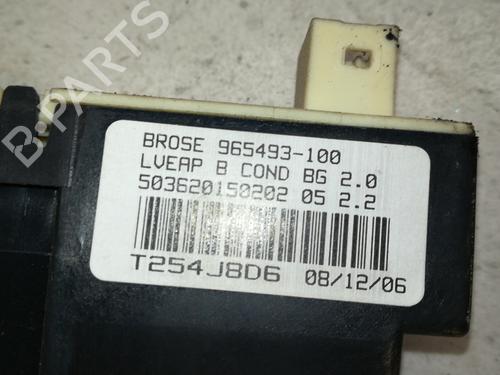 BROSE 965493-100
LVEAP B COND BG 2.0
503620150202 05 2.2
T254J8D6 08/12/06
B-PARTS